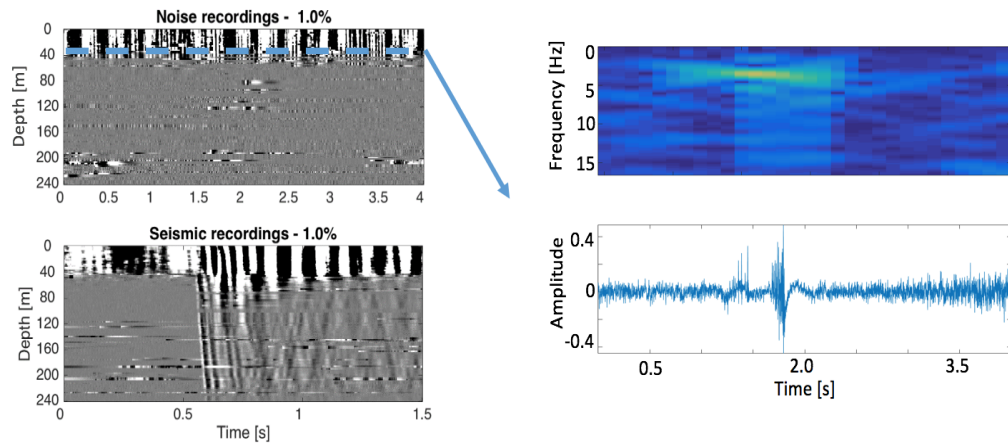 Noise recordings - 1.0%
Depth [m]
0
40
80
120
160
200
240
0 0.5 1 1.5 2 2.5 3 3.5 4
Seismic recordings - 1.0%
Depth [m]
0
40
80
120
160
200
240
0 0.5 1 1.5
Time [s]
Frequency [Hz]
0
5
10
15
Amplitude
0.4
0
-0.4
0.5 2.0 3.5
Time [s]